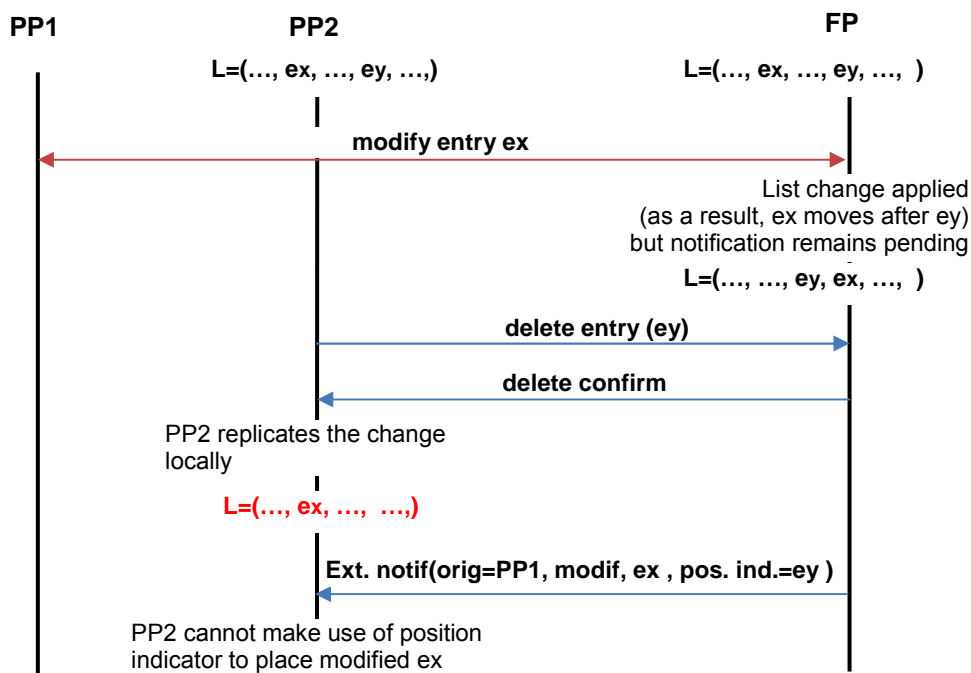 PP1 PP2 FP
L=(…, ex, …, ey, …,) L=(…, ex, …, ey, …, )
modify entry ex
List change applied
(as a result, ex moves after ey)
but notification remains pending
L=(…, …, ey, ex, …, )
delete entry (ey)
delete confirm
PP2 replicates the change
locally
L=(…, ex, …, …,)
Ext. notif(orig=PP1, modif, ex , pos. ind.=ey )
PP2 cannot make use of position
indicator to place modified ex